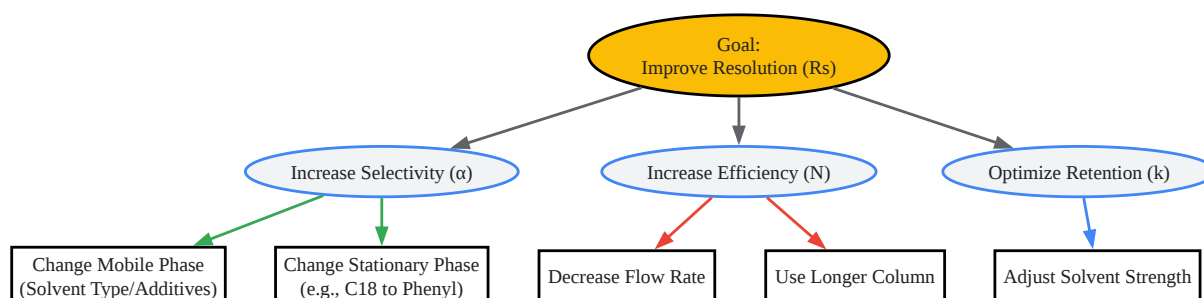 Goal:
Improve Resolution (Rs)
Increase Selectivity (α)
Increase Efficiency (N)
Optimize Retention (k)
Change Mobile Phase
(Solvent Type/Additives)
Change Stationary Phase
(e.g., C18 to Phenyl)
Decrease Flow Rate
Use Longer Column
Adjust Solvent Strength